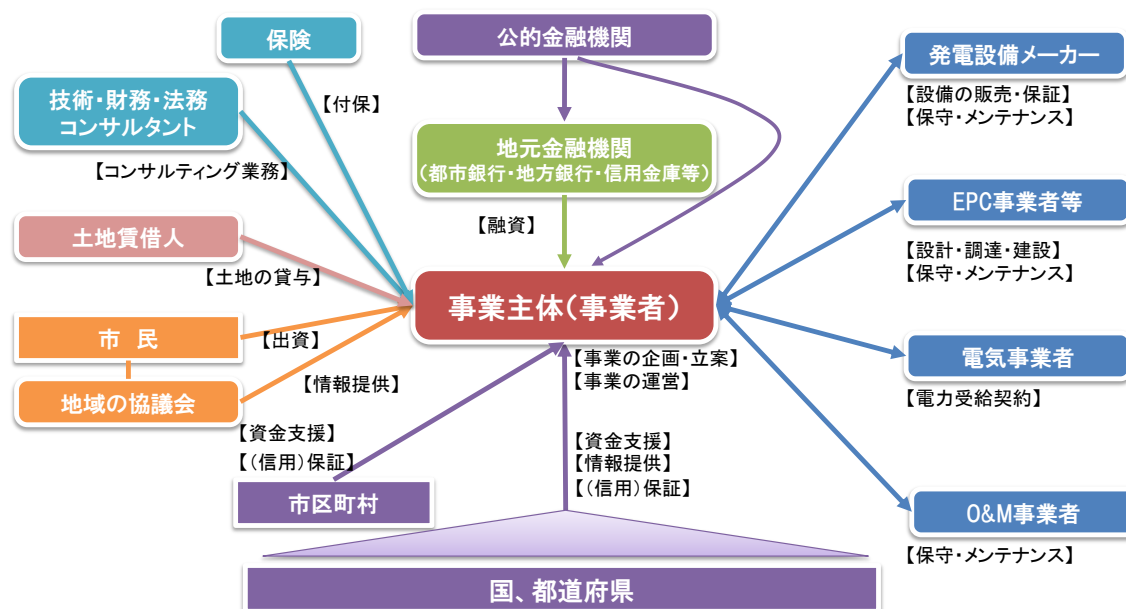 保険
公的金融機関
発電設備メーカー
【付保】
技術・財務・法務
コンサルタント
【設備の販売・保証】
【保守・メンテナンス】
地元金融機関
(都市銀行・地方銀行・信用金庫等)
【コンサルティング業務】
EPC事業者等
土地賃借人
【融資】
【設計・調達・建設】
【保守・メンテナンス】
【土地の貸与】
事業主体(事業者)
市 民
【出資】
電気事業者
【事業の企画・立案】
【事業の運営】
【情報提供】
地域の協議会
【電力受給契約】
【資金支援】
【(信用)保証】
【資金支援】
【情報提供】
【(信用)保証】
市区町村
O&M事業者
【保守・メンテナンス】
国、都道府県